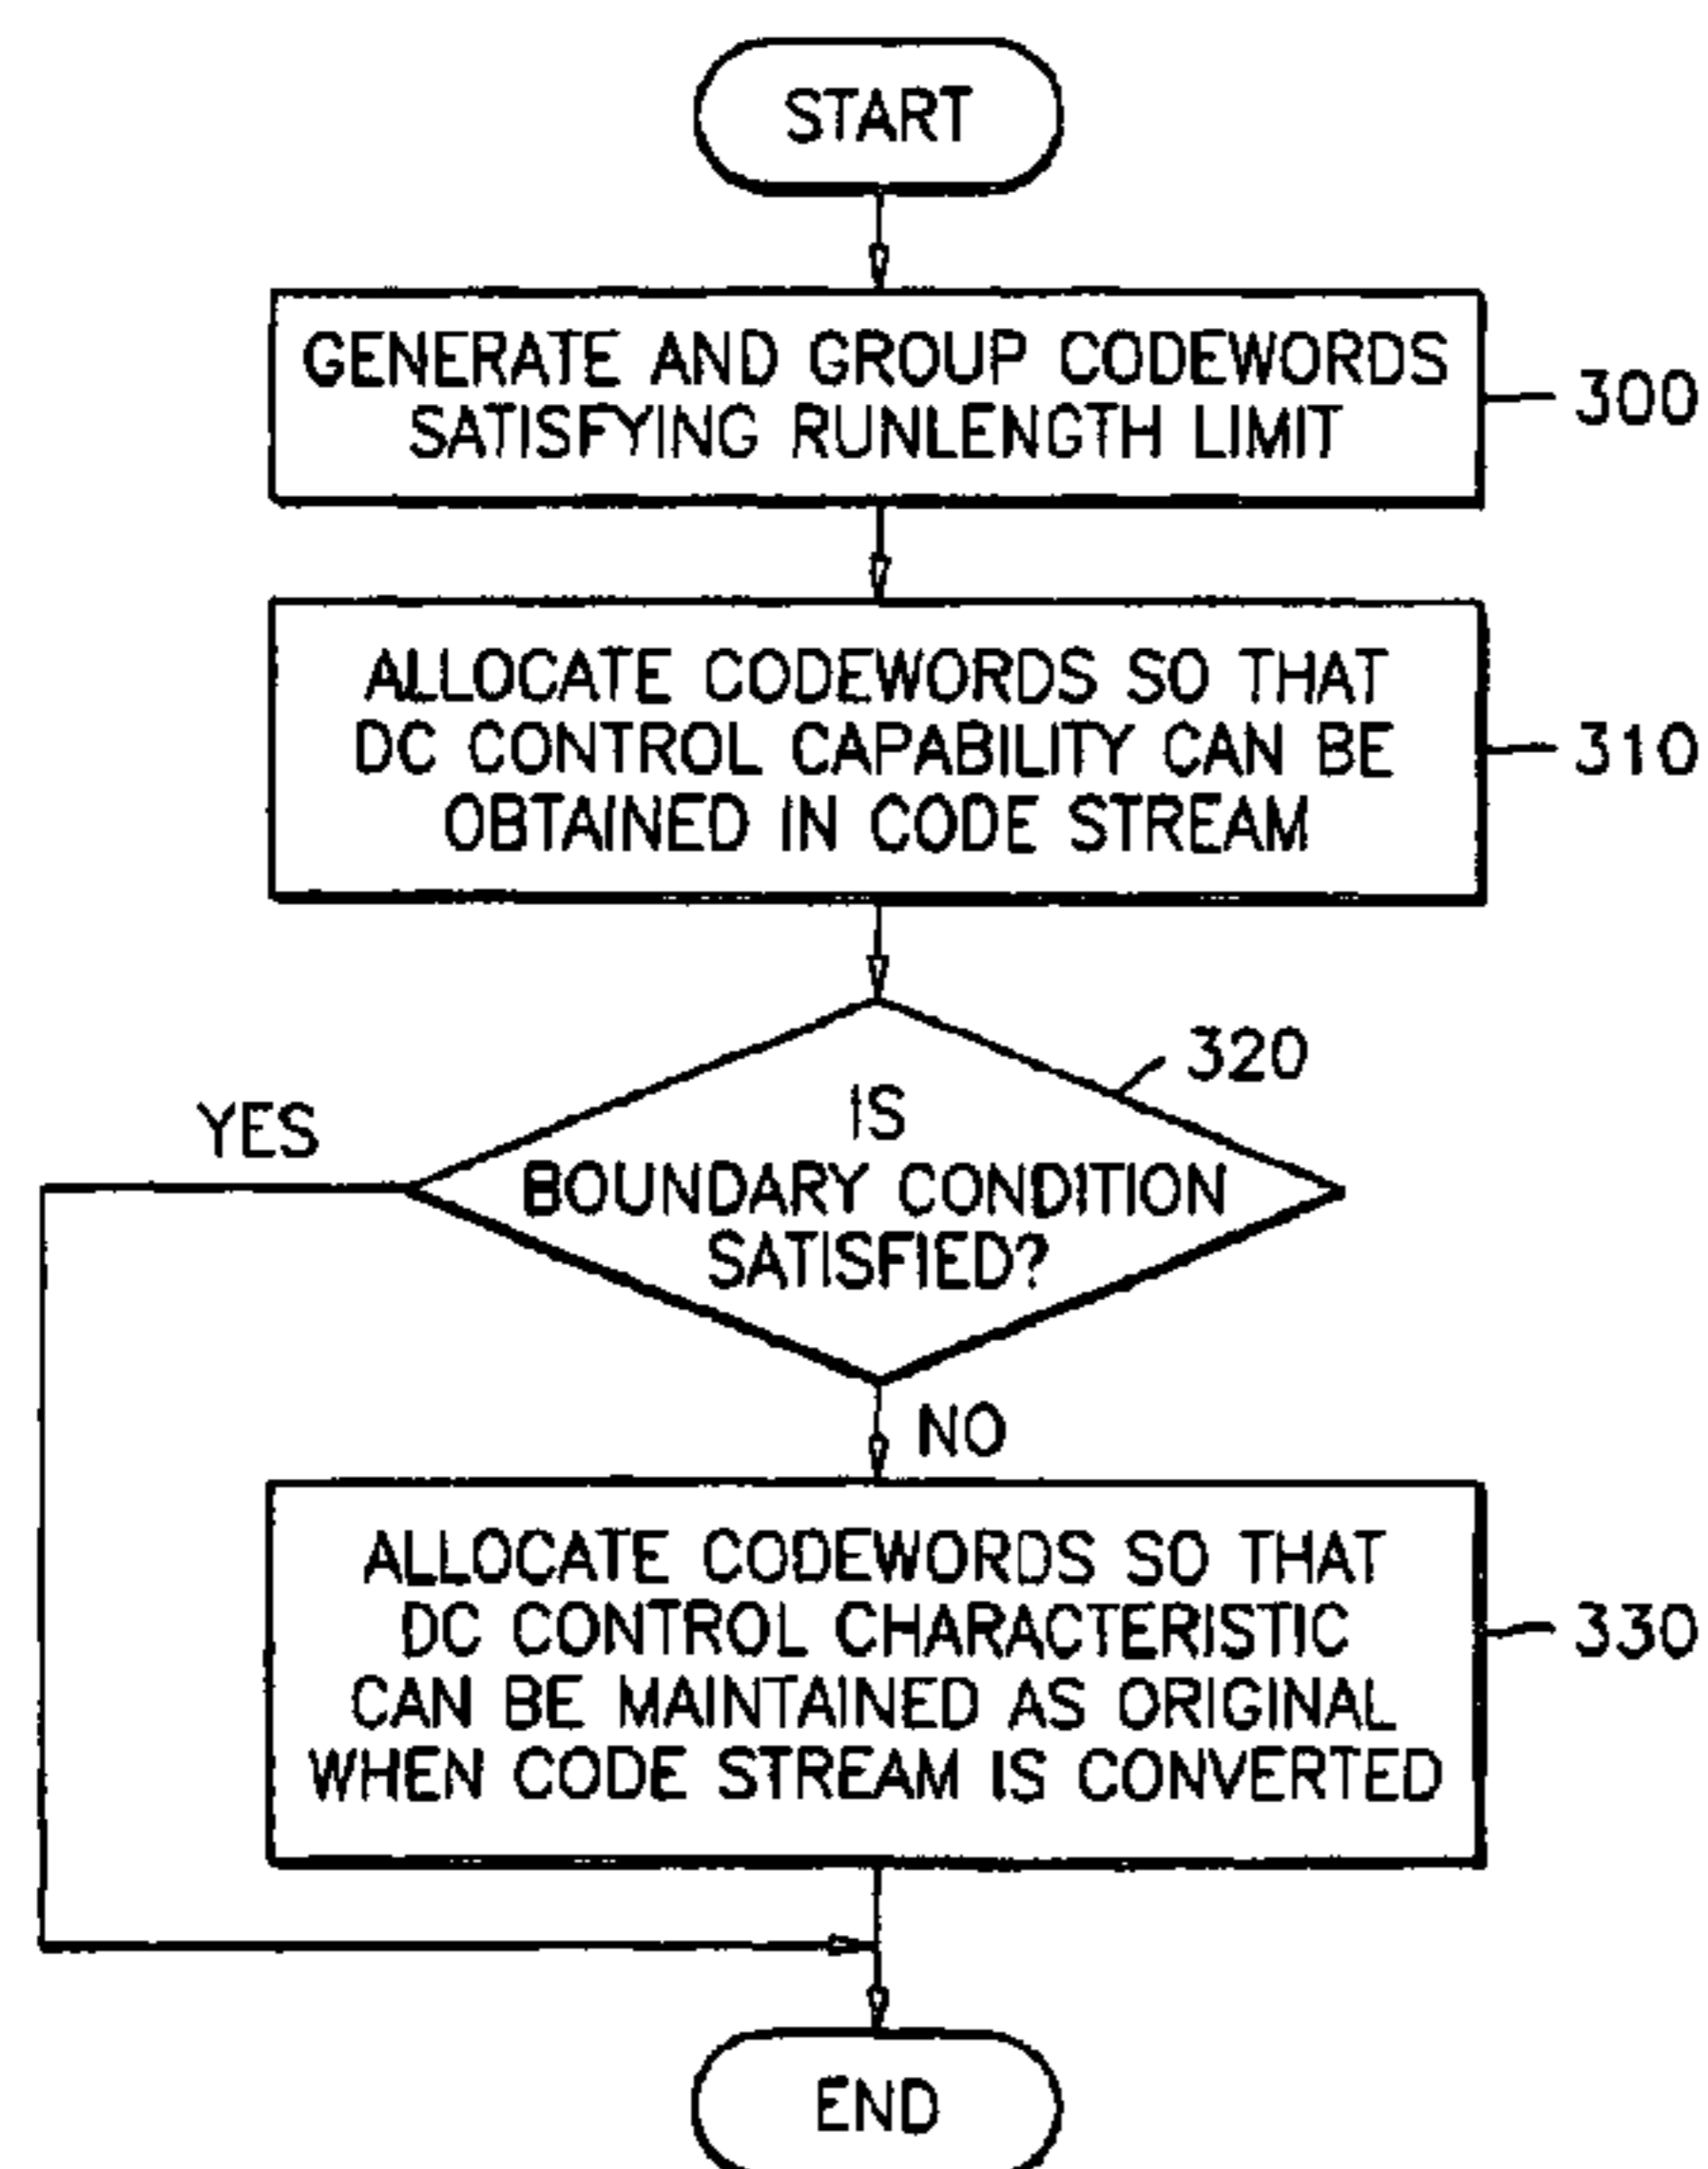 START
GENERATE AND GROUP CODEWORDS
SATISFYING RUNLENGTH LIMIT
300
ALLOCATE CODEWORDS SO THAT
DC CONTROL CAPABILITY CAN BE
OBTAINED IN CODE STREAM
310
320
IS
BOUNDARY CONDITION
SATISFIED?
YES
NO
ALLOCATE CODEWORDS SO THAT
DC CONTROL CHARACTERISTIC
CAN BE MAINTAINED AS ORIGINAL
WHEN CODE STREAM IS CONVERTED
330
END